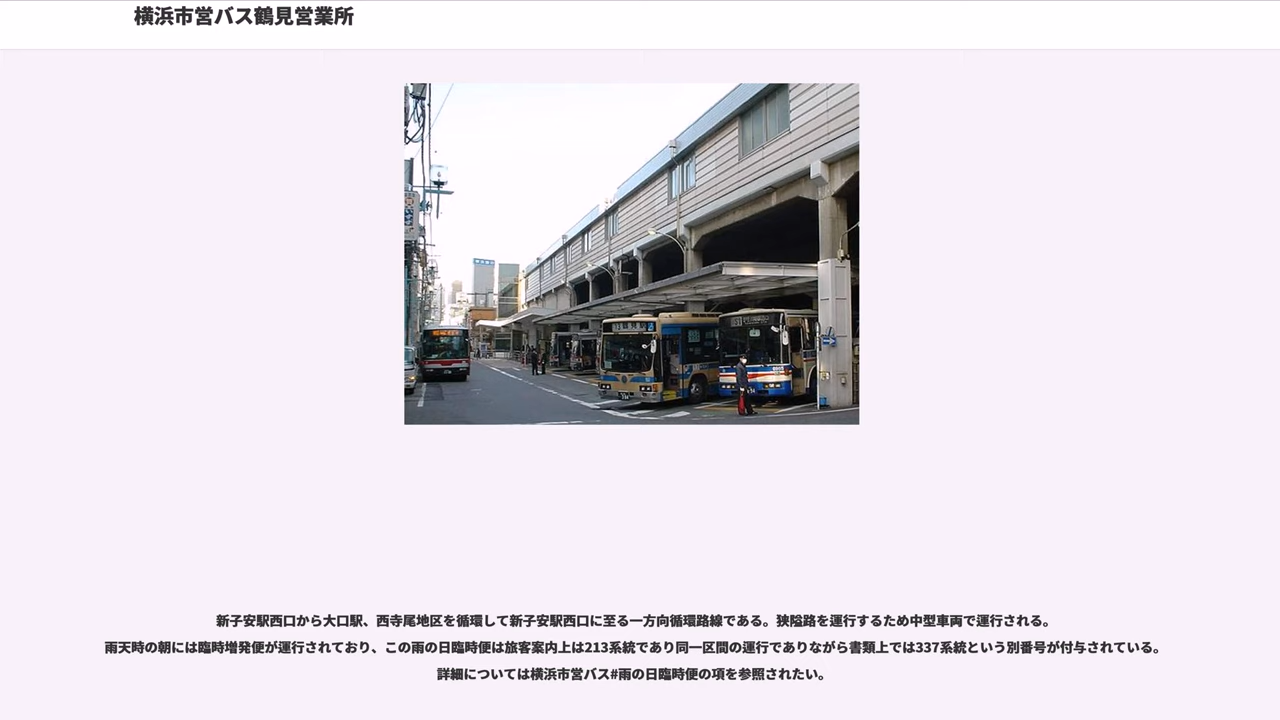 横浜市営バス鶴見営業所
新子安駅西口から大口駅、西寺尾地区を循環して新子安駅西口に至る一方向循環路線である。狭隘路を運行するため中型車両で運行される。
雨天時の朝には臨時増発便が運行されており、この雨の日臨時便は旅客案内上は213系統であり同一区間の運行でありながら書類上では337系統という別番号が付与されている。
詳細については横浜市営バス#雨の日臨時便の項を参照されたい。